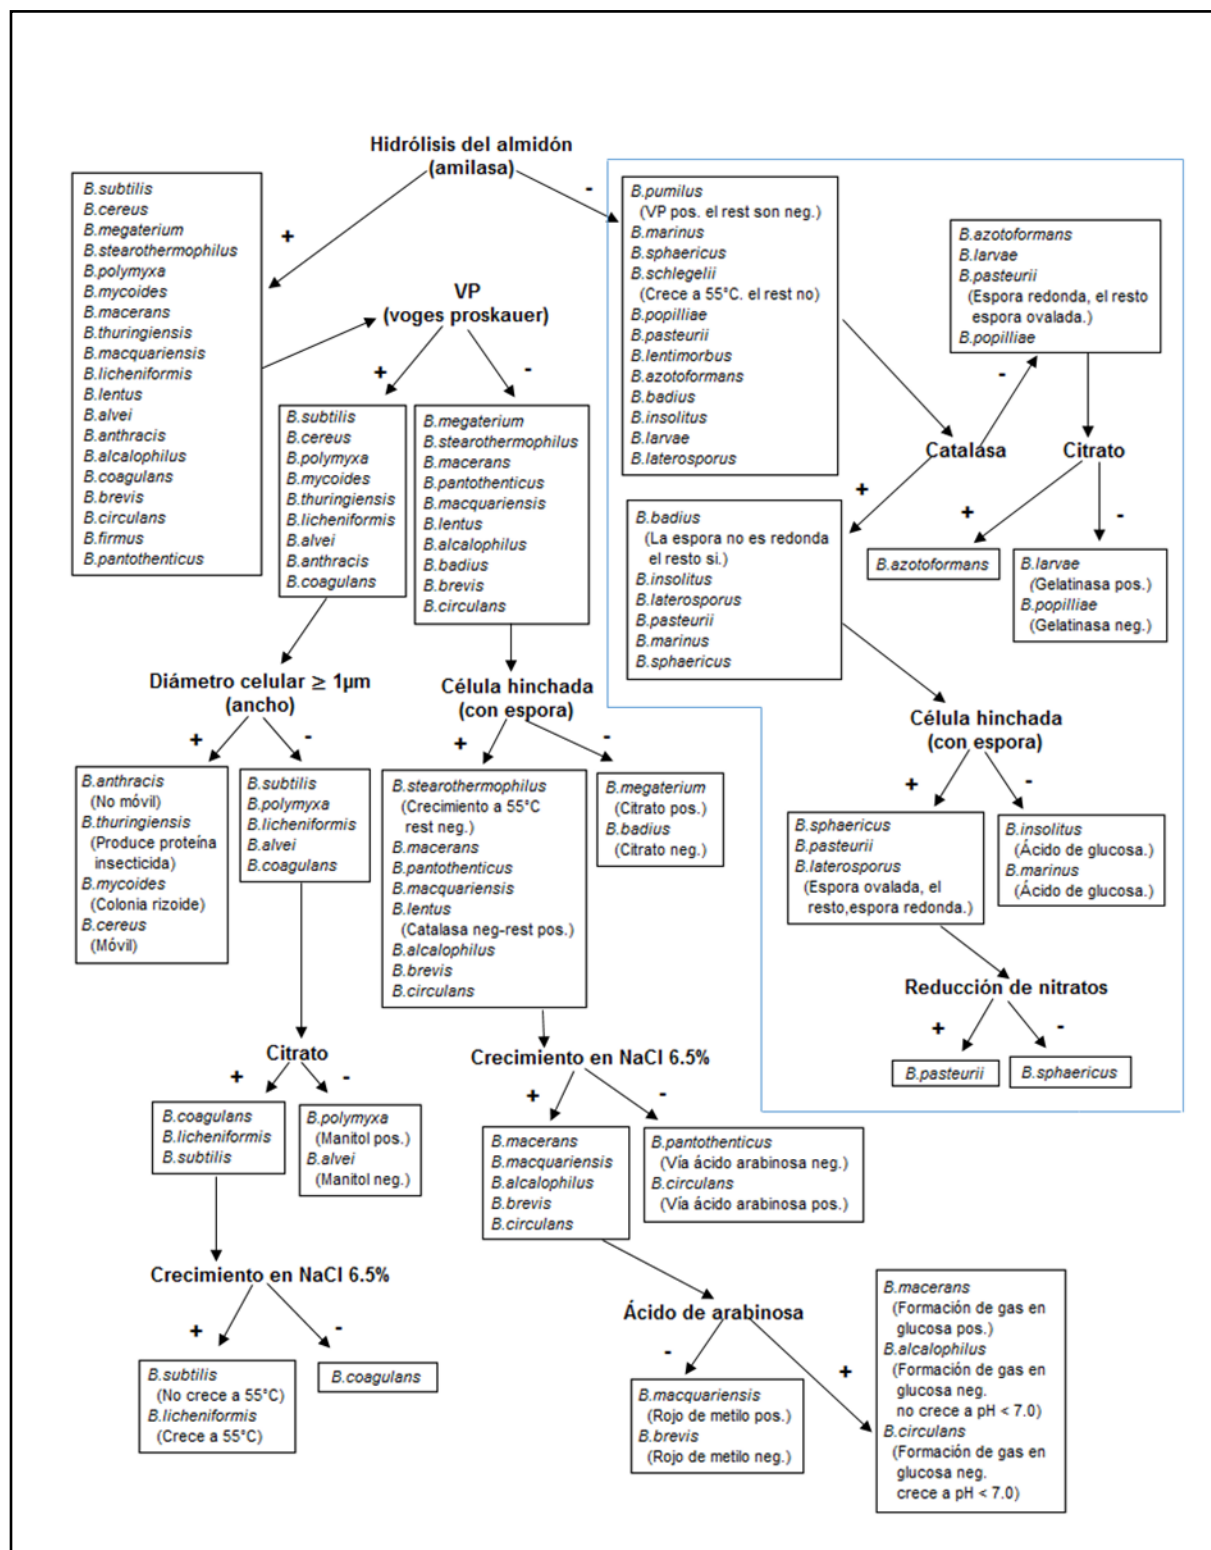 Hidrólisis del almidón
(amilasa)
+
-
B.subtilis
B.cereus
B.megaterium
B.stearothermophilus
B.polymyxa
B.mycoides
B.macerans
B.thuringiensis
B.macquariensis
B.licheniformis
B.lentus
B.alvei
B.anthracis
B.alcalophilus
B.coagulans
B.brevis
B.circulans
B.firmus
B.pantothenticus
VP
(voges proskauer)
+
-
B.subtilis
B.cereus
B.polymyxa
B.mycoides
B.thuringiensis
B.licheniformis
B.alvei
B.anthracis
B.coagulans
B.megaterium
B.stearothermophilus
B.macerans
B.pantothenticus
B.macquariensis
B.lentus
B.alcalophilus
B.badius
B.brevis
B.circulans
Diámetro celular ≥ 1µm
(ancho)
+
-
B.anthracis
(No móvil)
B.thuringiensis
(Produce proteína
insecticida)
B.mycoides
(Colonia rizoide)
B.cereus
(Móvil)
B.subtilis
B.polymyxa
B.licheniformis
B.alvei
B.coagulans
Citrato
+
-
B.coagulans
B.licheniformis
B.subtilis
B.polymyxa
(Manitol pos.)
B.alvei
(Manitol neg.)
Crecimiento en NaCl 6.5%
+
-
B.subtilis
(No crece a 55°C)
B.licheniformis
(Crece a 55°C)
B.coagulans
Célula hinchada
(con espora)
+
-
B.stearothermophilus
(Crecimiento a 55°C
rest neg.)
B.macerans
B.pantothenticus
B.macquariensis
B.lentus
(Catalasa neg-rest pos.)
B.alcalophilus
B.brevis
B.circulans
B.megaterium
(Citrato pos.)
B.badius
(Citrato neg.)
Crecimiento en NaCl 6.5%
+
-
B.macerans
B.macquariensis
B.alcalophilus
B.brevis
B.circulans
B.pantothenticus
(Vía ácido arabinosa neg.)
B.circulans
(Vía ácido arabinosa pos.)
Ácido de arabinosa
-
+
B.macquariensis
(Rojo de metilo pos.)
B.brevis
(Rojo de metilo neg.)
B.macerans
(Formación de gas en
glucosa pos.)
B.alcalophilus
(Formación de gas en
glucosa neg.
no crece a pH < 7.0)
B.circulans
(Formación de gas en
glucosa neg.
crece a pH < 7.0)
B.pumilus
(VP pos. el rest son neg.)
B.marinus
B.sphaericus
B.schlegelii
(Crece a 55°C. el rest no)
B.popilliae
B.pasteurii
B.lentimorbus
B.azotoformans
B.badius
B.insolitus
B.larvae
B.laterosporus
Catalasa
-
+
B.azotoformans
B.larvae
B.pasteurii
(Espora redonda, el resto
espora ovalada.)
B.popilliae
Citrato
+
-
B.azotoformans
B.larvae
(Gelatinasa pos.)
B.popilliae
(Gelatinasa neg.)
B.badius
(La espora no es redonda
el resto si.)
B.insolitus
B.laterosporus
B.pasteurii
B.marinus
B.sphaericus
Célula hinchada
(con espora)
+
-
B.sphaericus
B.pasteurii
B.laterosporus
(Espora ovalada, el
resto,espora redonda.)
B.insolitus
(Ácido de glucosa.)
B.marinus
(Ácido de glucosa.)
Reducción de nitratos
+
-
B.pasteurii
B.sphaericus